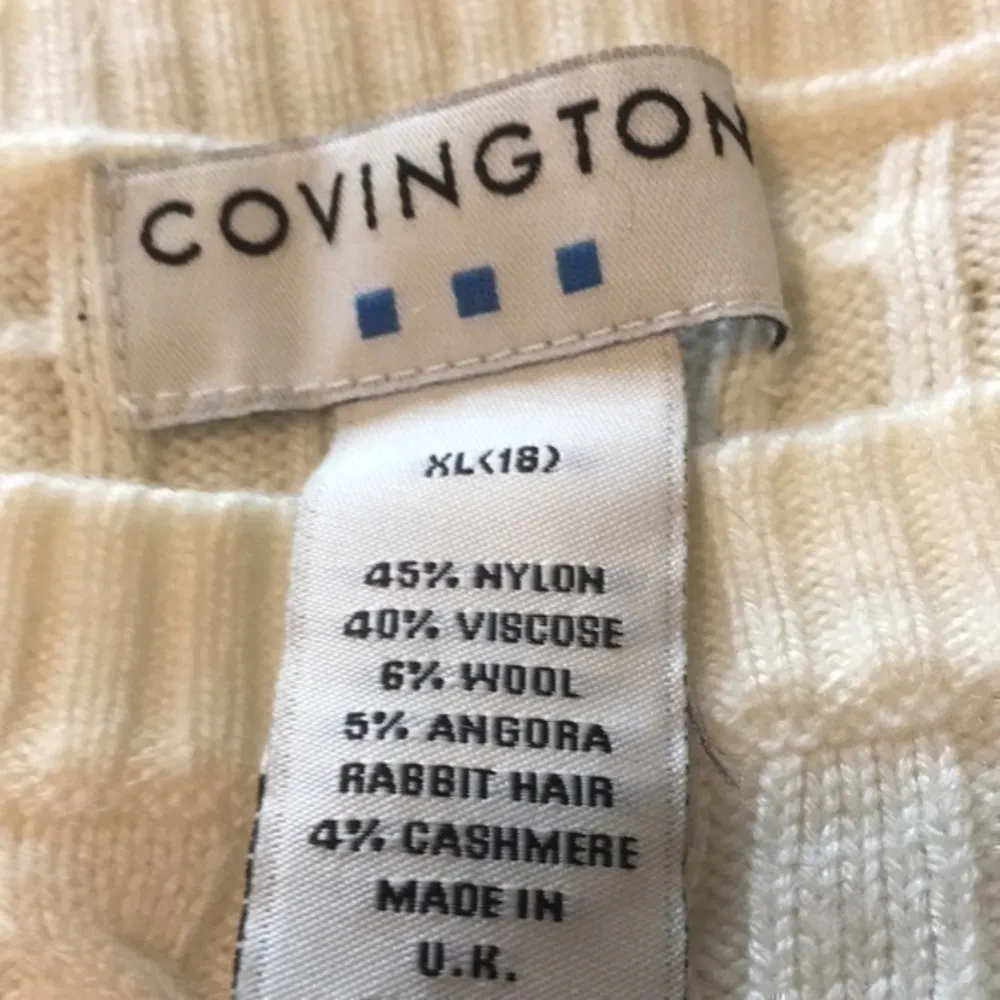 COVINGTON
XL(18)
45% NYLON
40% VISCOSE
6% WOOL
5% ANGORA
RABBIT HAIR
4% CASHMERE
MADE IN
U.K.